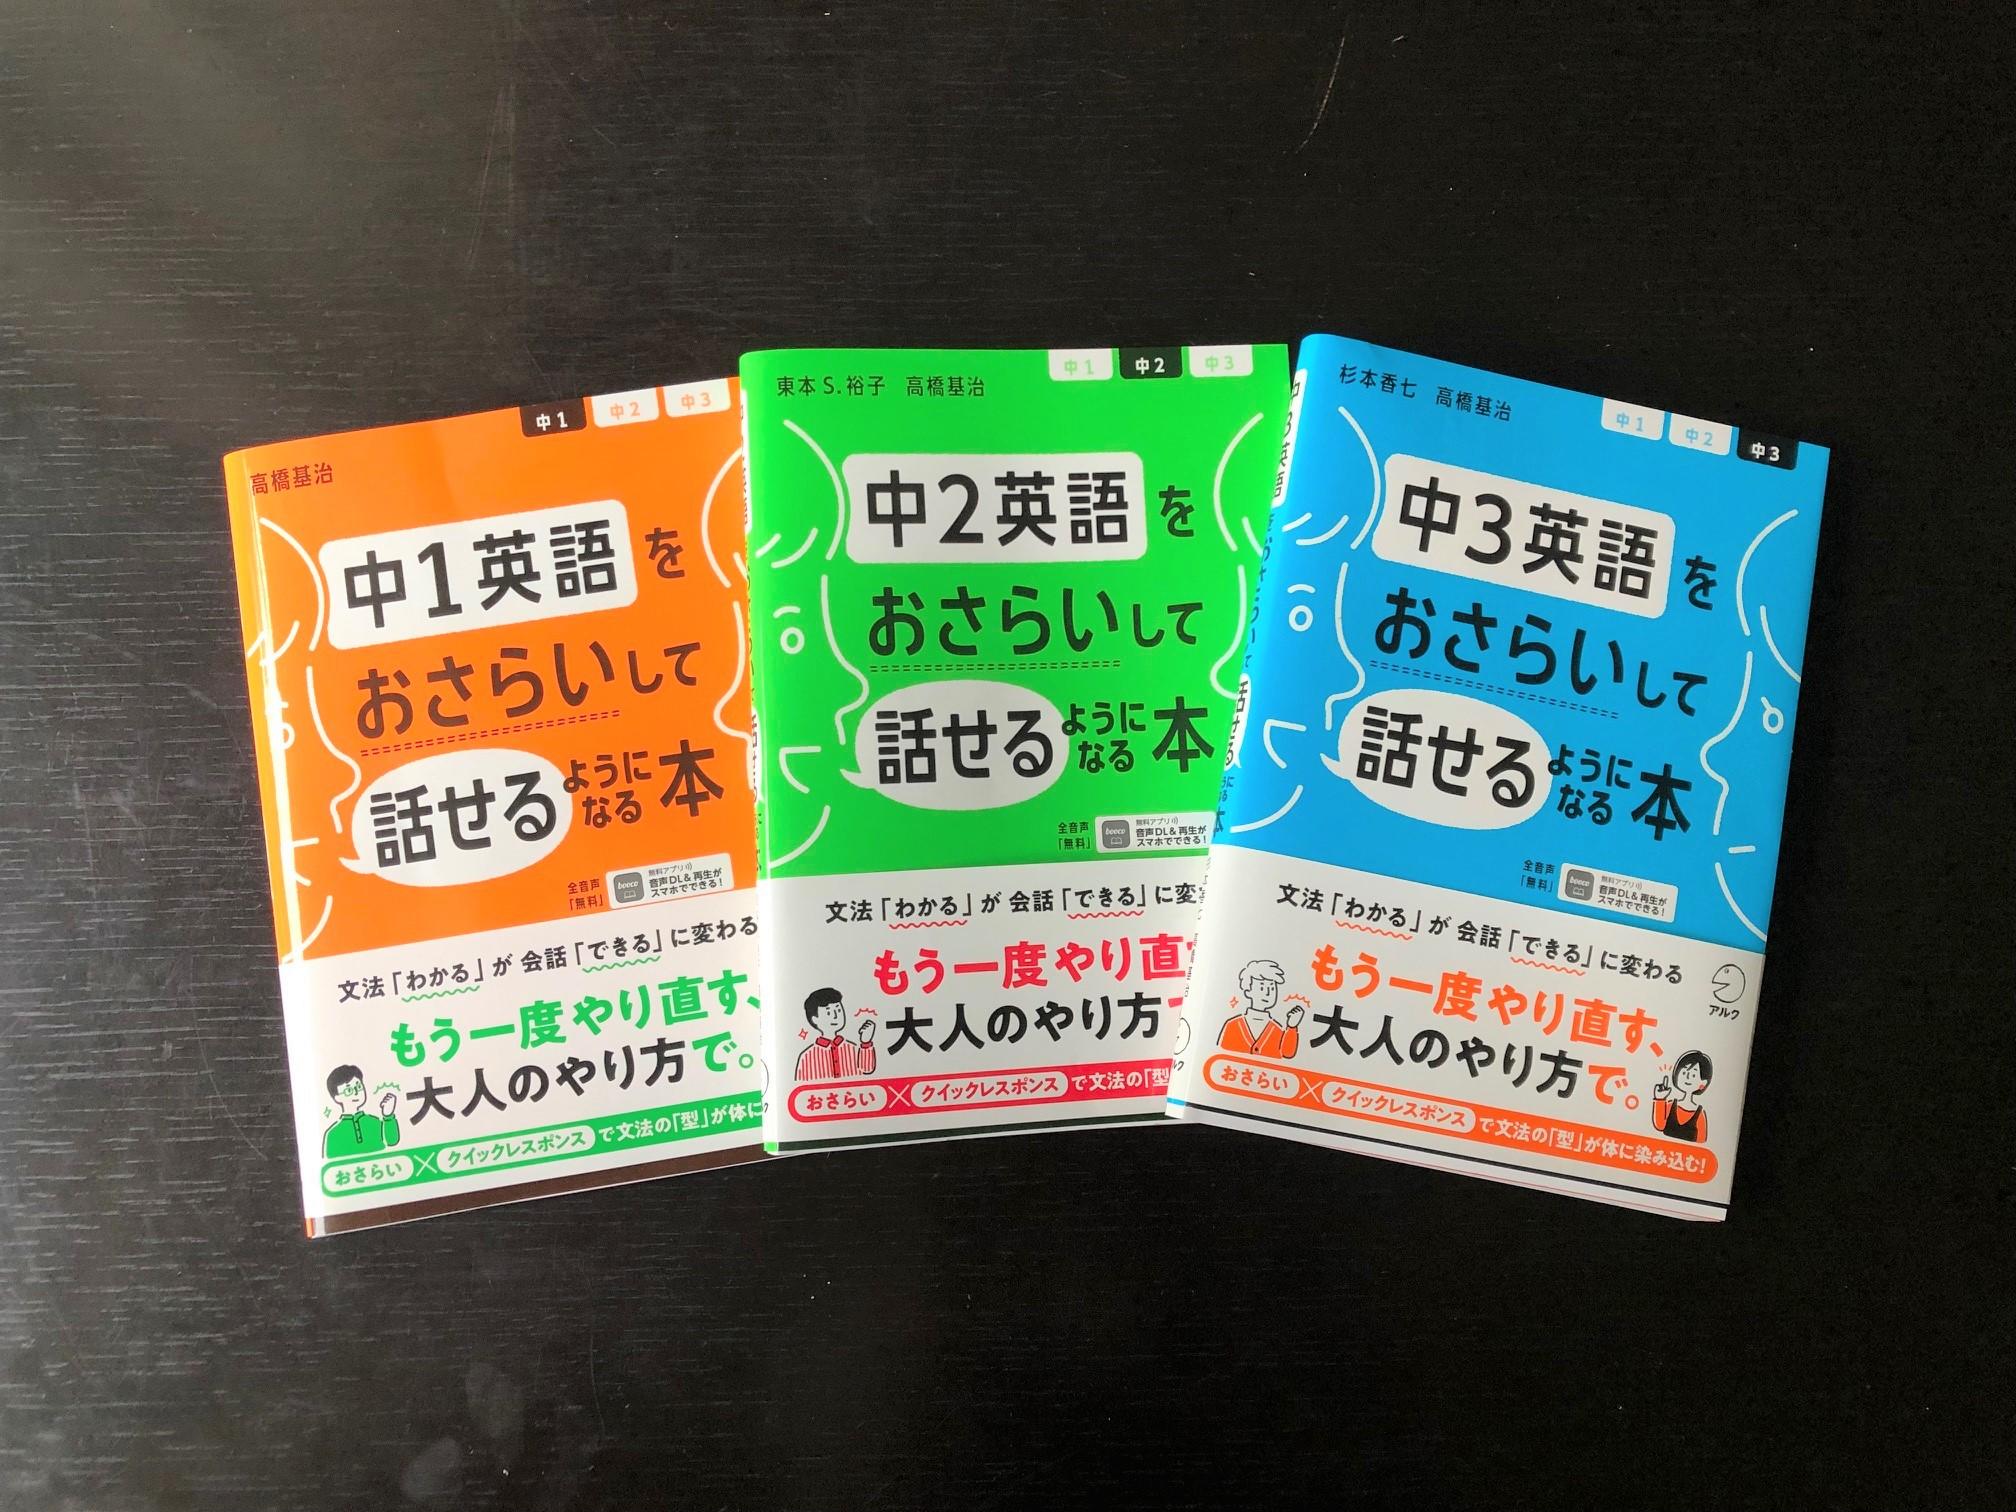 高橋基治
中1 中2 中3
中1英語を
おさらいして
話せるように
なる本
全音声
「無料」
beeco
無料アプリ
音声DL&再生が
スマホでできる!
文法「わかる」が 会話「できる」に変わる
もう一度やり直す、
大人のやり方で。
おさらい×クイックレスポンスで文法の「型」が体に
東本 S. 裕子 高橋基治
中1 中2 中3
中2英語を
おさらいして
話せるように
なる本
全音声
「無料」
beeco
無料アプリ
音声DL&再生が
スマホでできる!
文法「わかる」が 会話「できる」に変
もう一度やり直
大人のやり方
おさらい×クイックレスポンスで文法の「型
杉本香七 高橋基治
中1 中2 中3
中3英語を
おさらいして
話せるように
なる本
全音声
「無料」
beeco
無料アプリ
音声DL&再生が
スマホでできる!
文法「わかる」が 会話「できる」に変わる
もう一度やり直す、
大人のやり方で。
アルク
おさらい×クイックレスポンスで文法の「型」が体に染み込む!